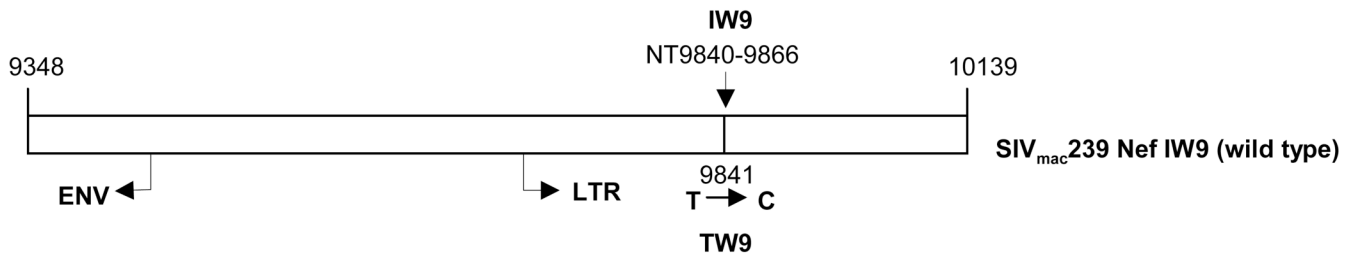 IW9
NT9840-9866
9348
10139
SIVmac239 Nef IW9 (wild type)
9841
ENV
LTR
T
C
TW9